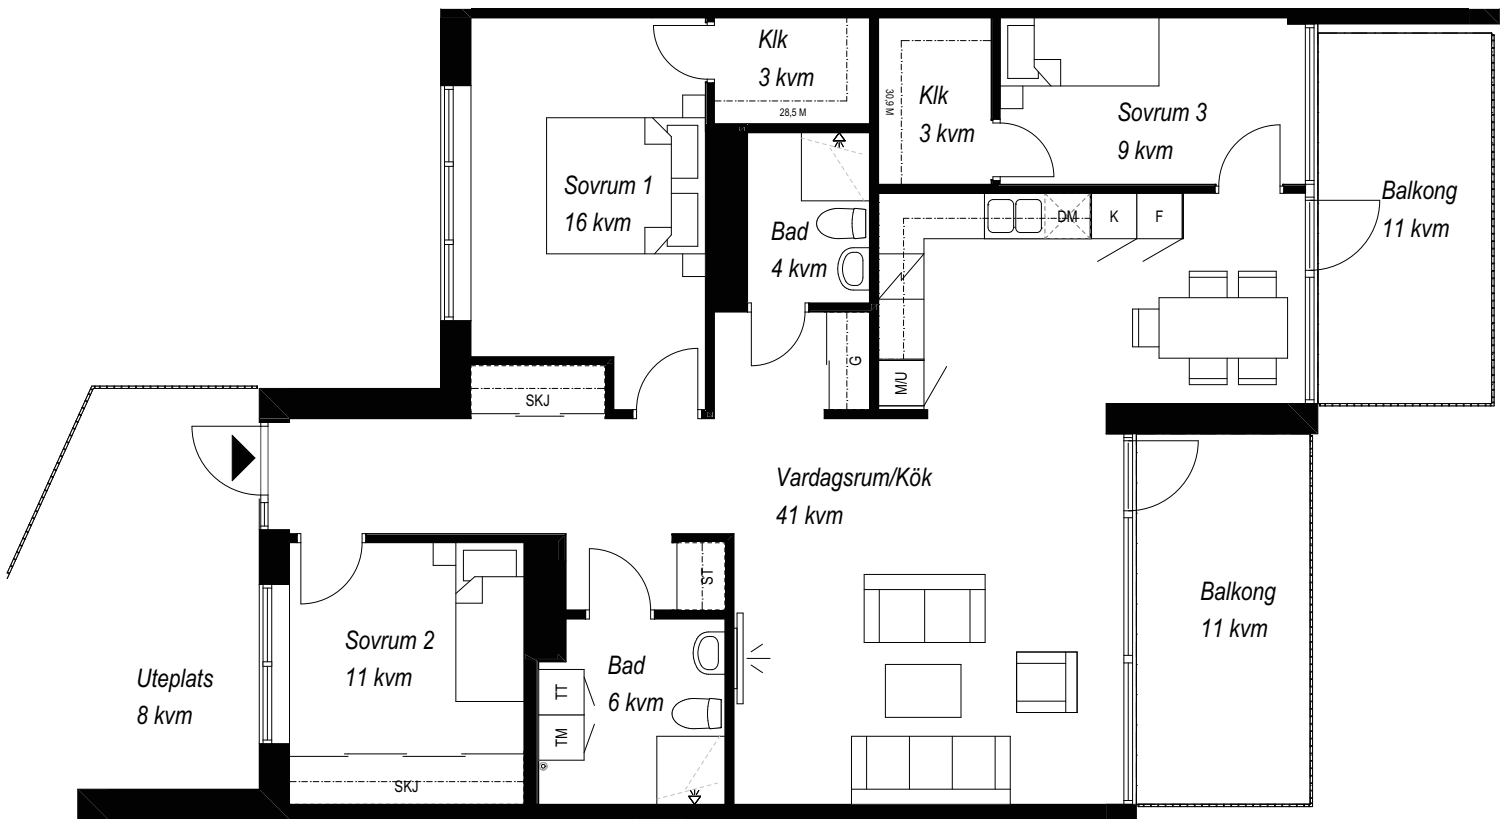 Klk
3 kvm
28,5 M
Klk
3 kvm
30,9 M
Sovrum 3
9 kvm
Balkong
11 kvm
Sovrum 1
16 kvm
Bad
4 kvm
DM
K
F
G
M/U
SKJ
Vardagsrum/Kök
41 kvm
ST
Sovrum 2
11 kvm
Bad
6 kvm
TT
TM
SKJ
Uteplats
8 kvm
Balkong
11 kvm